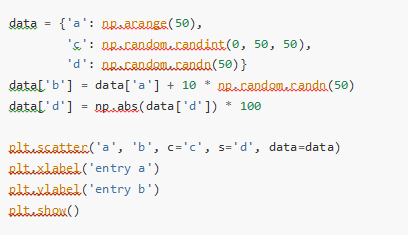 data = {'a': np.arange(50),
'c': np.random.randint(0, 50, 50),
'd': np.random.randn(50)}
data['b'] = data['a'] + 10 * np.random.randn(50)
data['d'] = np.abs(data['d']) * 100
plt.scatter('a', 'b', c='c', s='d', data=data)
plt.xlabel('entry a')
plt.ylabel('entry b')
plt.show()